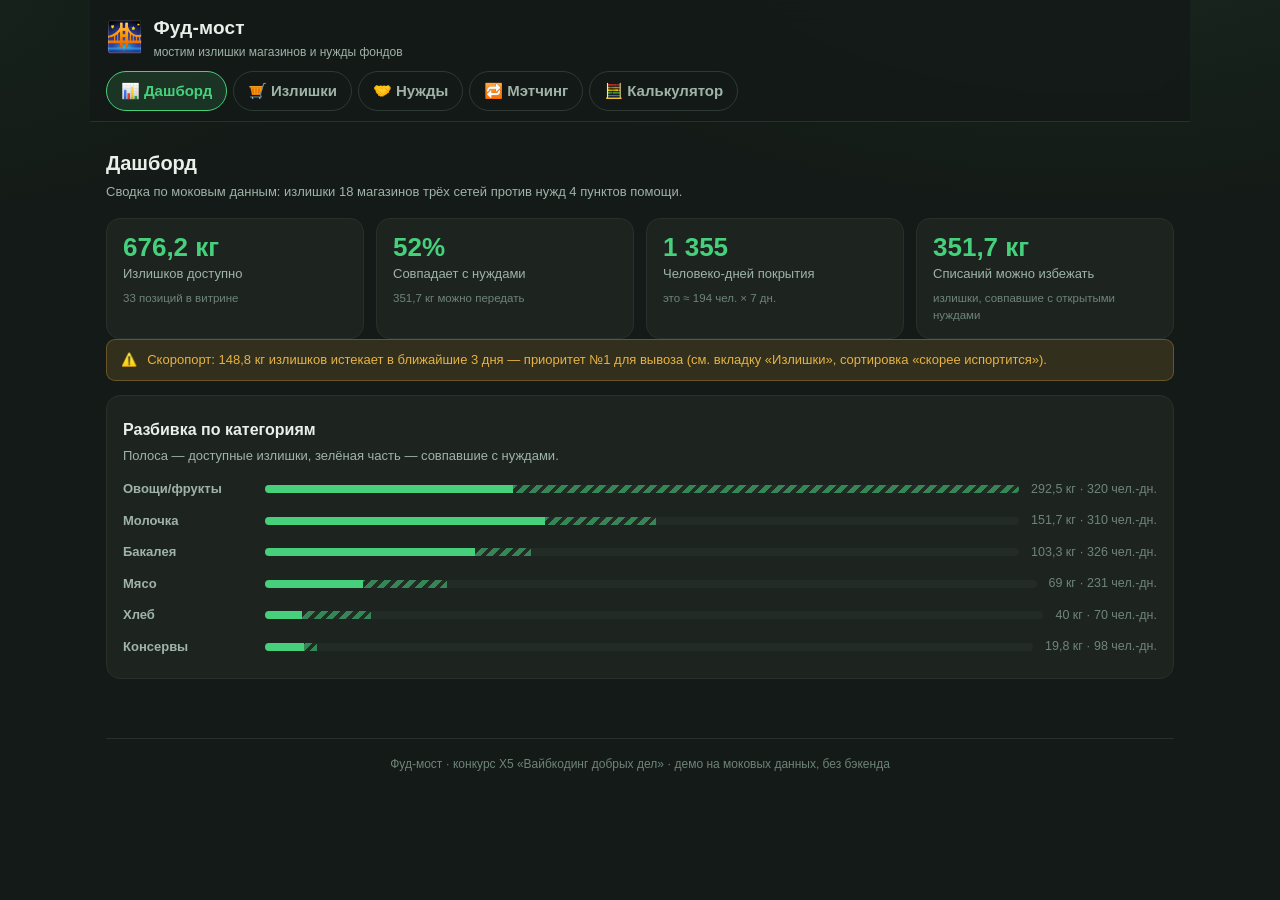 Фуд-мост
мостим излишки магазинов и нужды фондов
Дашборд
Излишки
Нужды
Мэтчинг
Калькулятор
Дашборд
Сводка по моковым данным: излишки 18 магазинов трёх сетей против нужд 4 пунктов помощи.
676,2 кг
Излишков доступно
33 позиций в витрине
52%
Совпадает с нуждами
351,7 кг можно передать
1 355
Человеко-дней покрытия
это ≈ 194 чел. × 7 дн.
351,7 кг
Списаний можно избежать
излишки, совпавшие с открытыми
нуждами
Скоропорт: 148,8 кг излишков истекает в ближайшие 3 дня — приоритет №1 для вывоза (см. вкладку «Излишки», сортировка «скорее испортится»).
Разбивка по категориям
Полоса — доступные излишки, зелёная часть — совпавшие с нуждами.
Овощи/фрукты 292,5 кг · 320 чел.-дн.
Молочка 151,7 кг · 310 чел.-дн.
Бакалея 103,3 кг · 326 чел.-дн.
Мясо 69 кг · 231 чел.-дн.
Хлеб 40 кг · 70 чел.-дн.
Консервы 19,8 кг · 98 чел.-дн.
Фуд-мост · конкурс X5 «Вайбкодинг добрых дел» · демо на моковых данных, без бэкенда